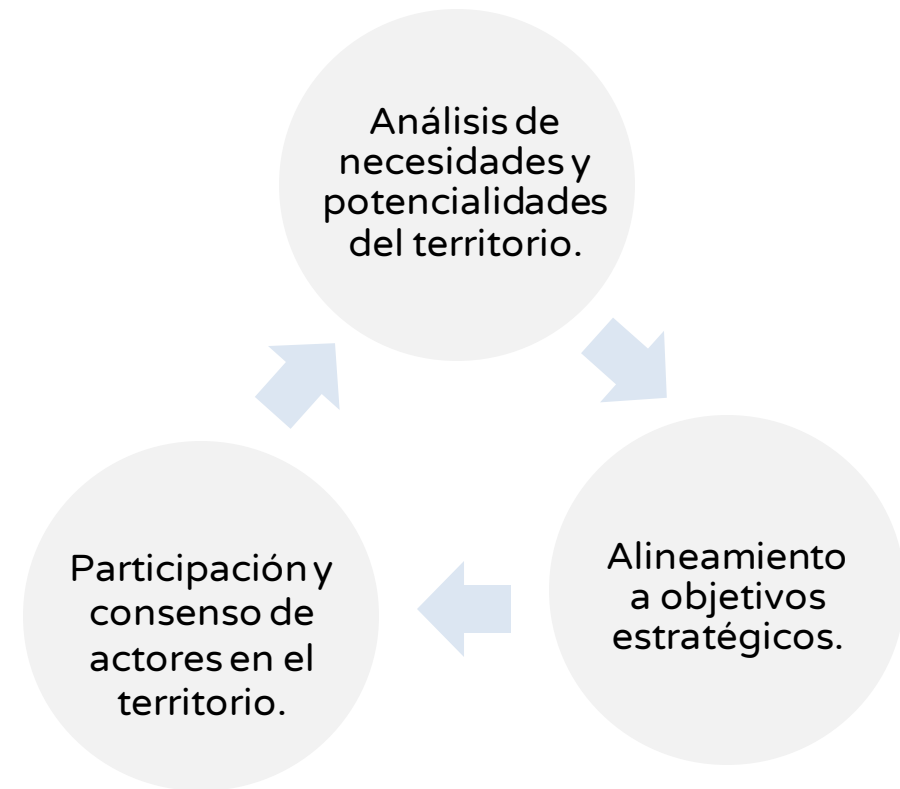 Análisis de
necesidades y
potencialidades
del territorio.
Alineamiento
a objetivos
estratégicos.
Participación y
consenso de
actores en el
territorio.